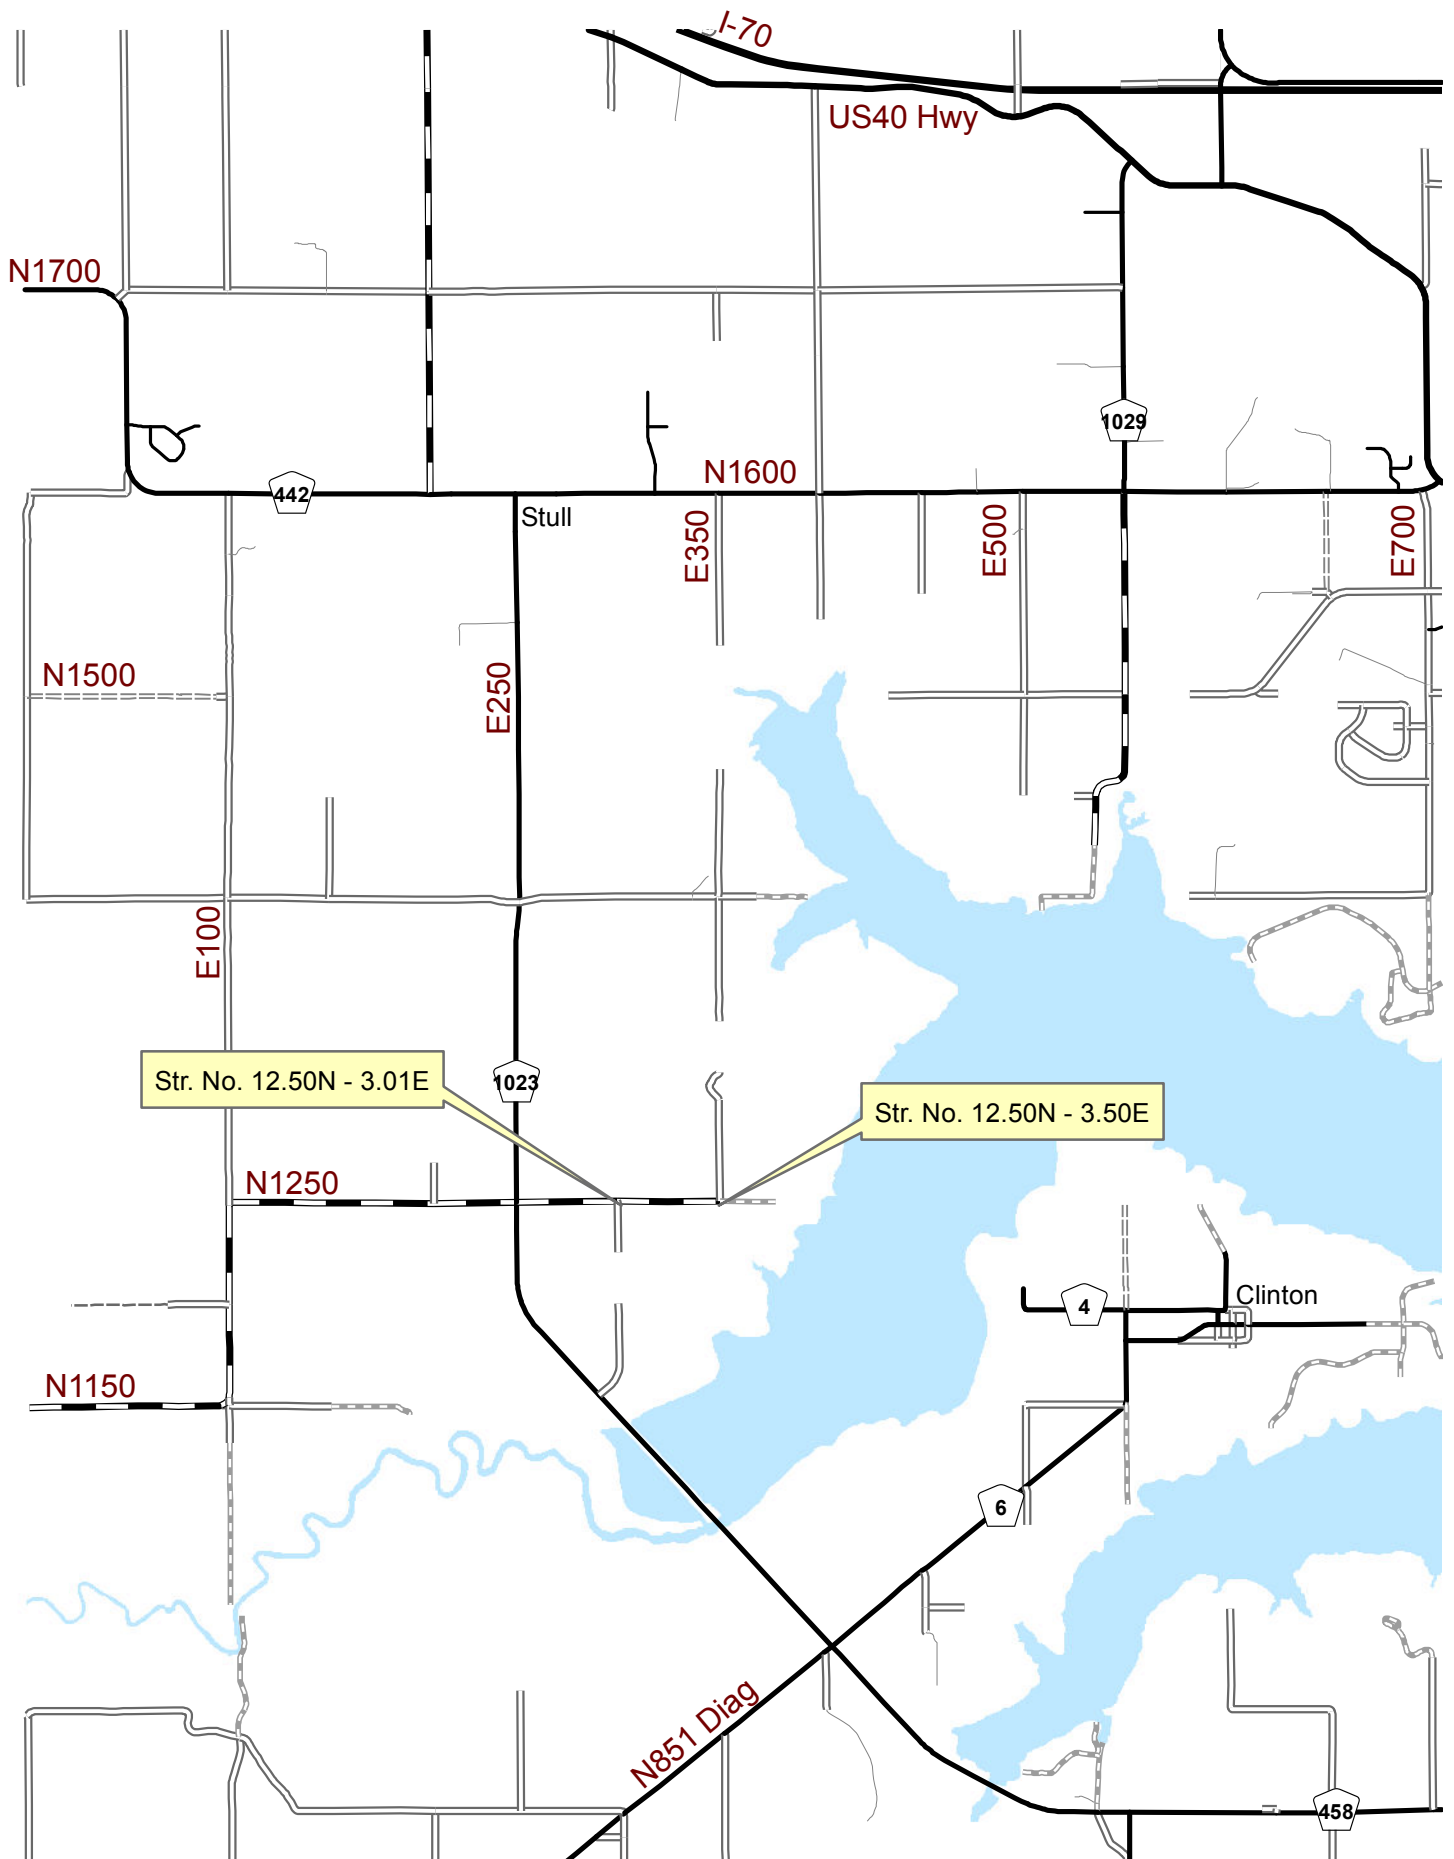 I-70
US40 Hwy
N1700
1029
N1600
442
Stull
E350
E500
E700
N1500
E250
E100
Str. No. 12.50N - 3.01E
1023
Str. No. 12.50N - 3.50E
N1250
Clinton
4
N1150
6
N851 Diag
458